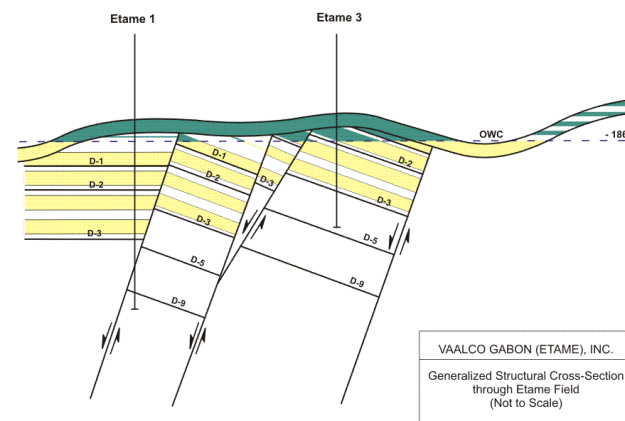 Etame 1
Etame 3
OWC
- 186
D-1
D-2
D-3
D-1
D-2
D-3
D-3
D-5
D-9
D-2
D-3
D-5
D-9
VAALCO GABON (ETAME), INC.
Generalized Structural Cross-Section
through Etame Field
(Not to Scale)